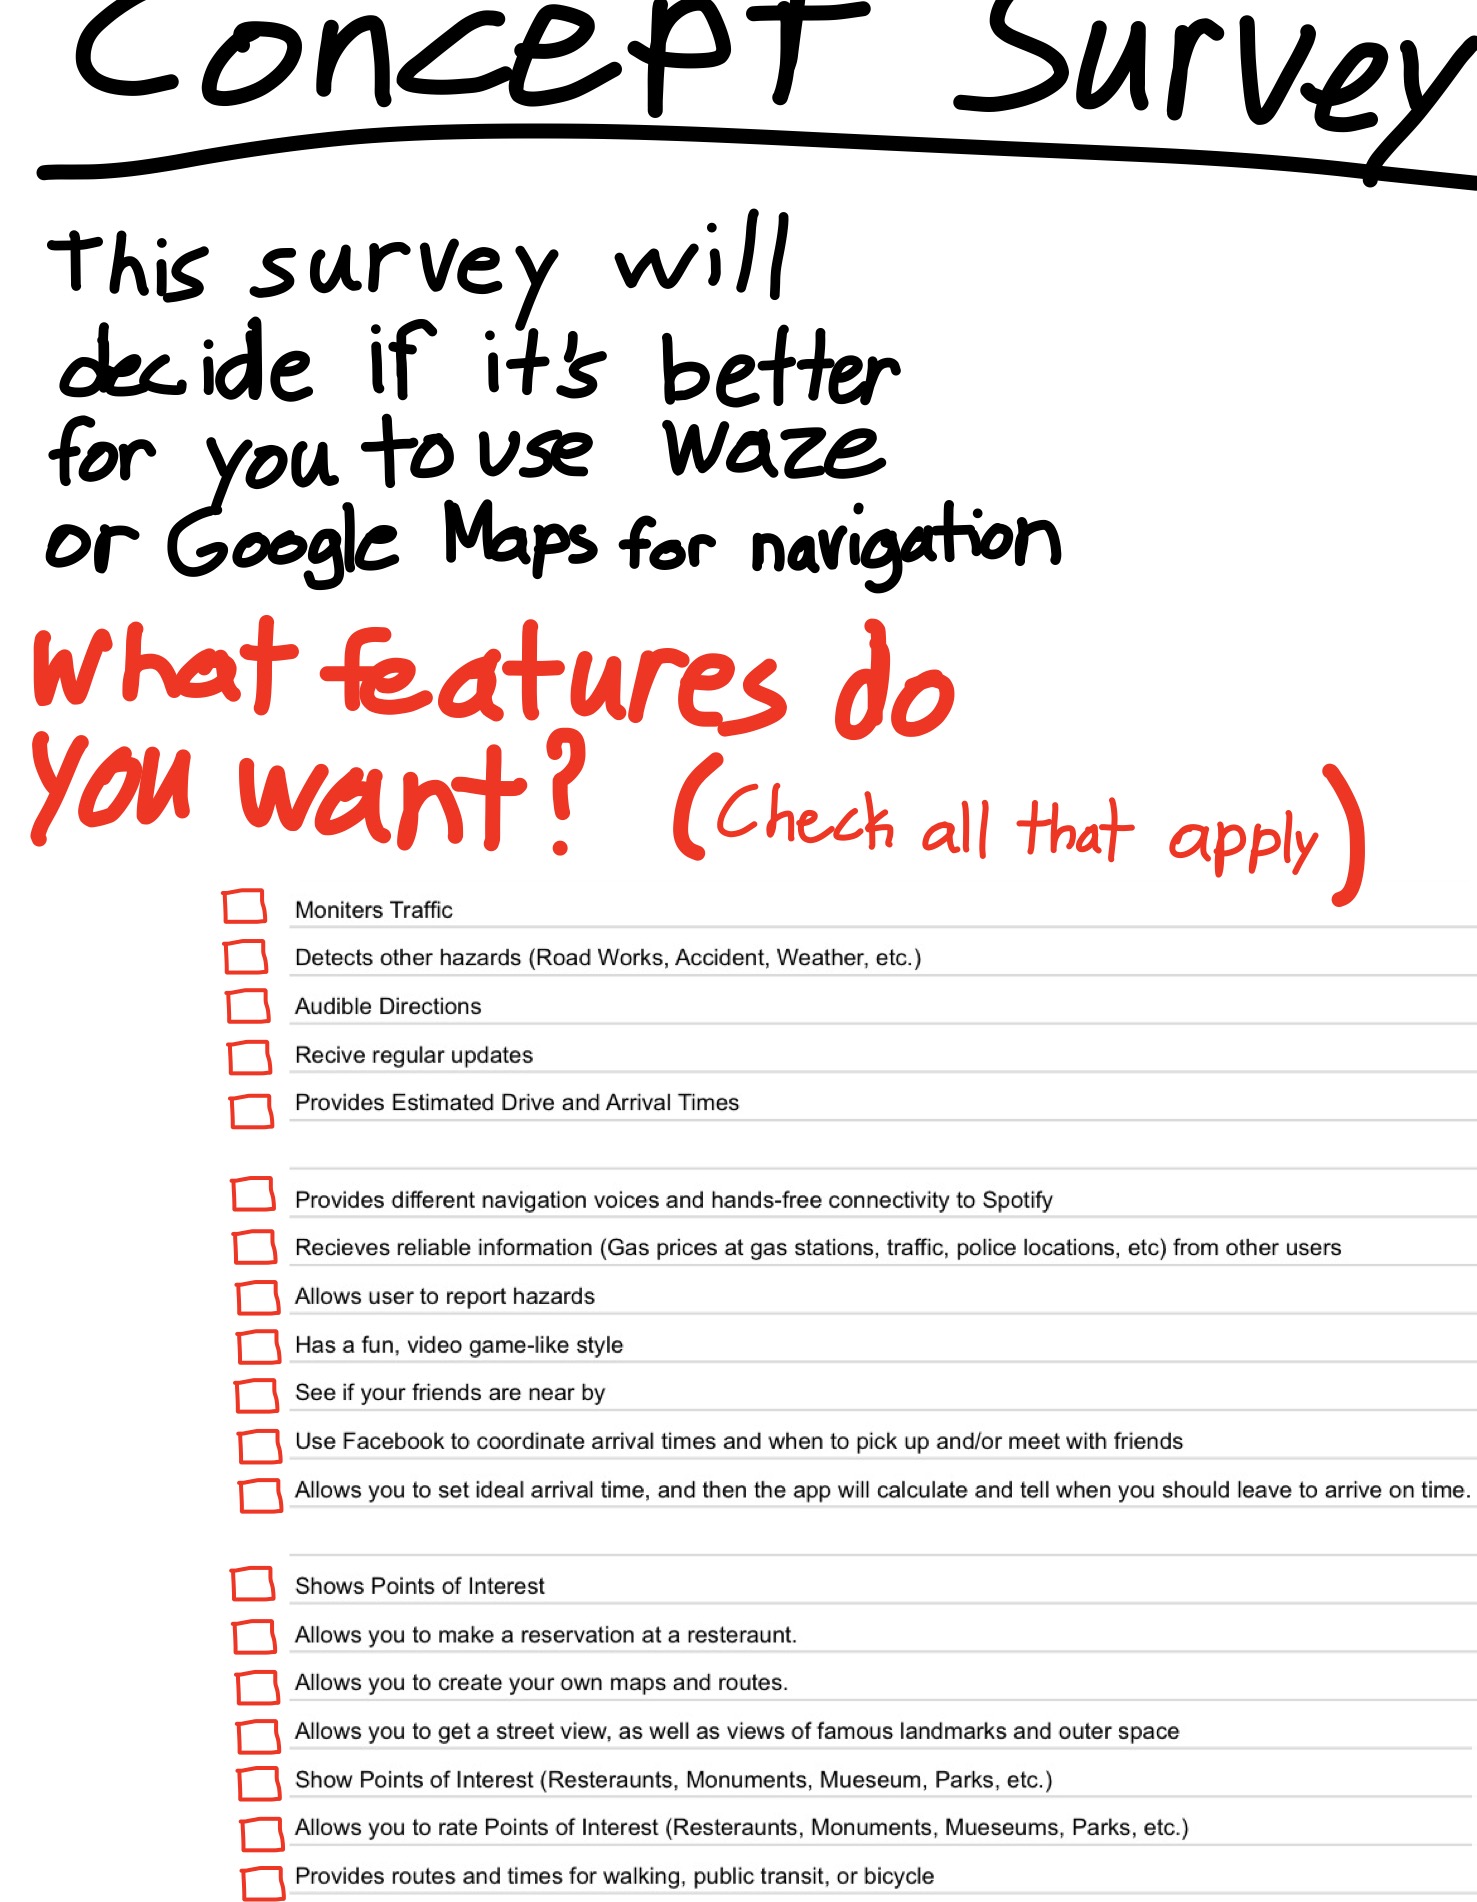 Concept Survey
This survey will
decide if it's better
for you to use Waze
or Google Maps for navigation
What features do
you want? (Check all that apply)
Moniters Traffic
Detects other hazards (Road Works, Accident, Weather, etc.)
Audible Directions
Recive regular updates
Provides Estimated Drive and Arrival Times
Provides different navigation voices and hands-free connectivity to Spotify
Recieves reliable information (Gas prices at gas stations, traffic, police locations, etc) from other users
Allows user to report hazards
Has a fun, video game-like style
See if your friends are near by
Use Facebook to coordinate arrival times and when to pick up and/or meet with friends
Allows you to set ideal arrival time, and then the app will calculate and tell when you should leave to arrive on time.
Shows Points of Interest
Allows you to make a reservation at a resteraunt.
Allows you to create your own maps and routes.
Allows you to get a street view, as well as views of famous landmarks and outer space
Show Points of Interest (Resteraunts, Monuments, Mueseum, Parks, etc.)
Allows you to rate Points of Interest (Resteraunts, Monuments, Mueseums, Parks, etc.)
Provides routes and times for walking, public transit, or bicycle